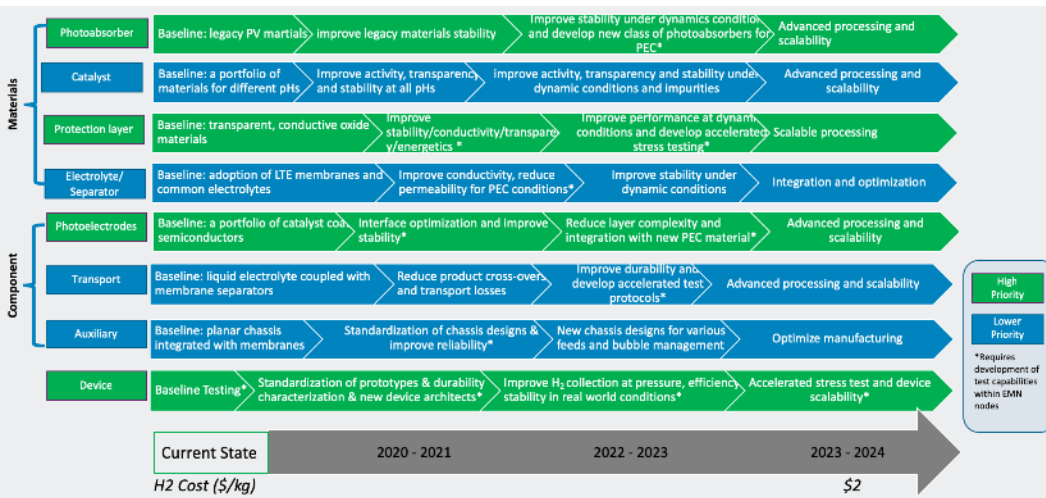 Materials
Photoabsorber
Baseline: legacy PV martials
improve legacy materials stability
Improve stability under dynamics condition
and develop new class of photoabsorbers for
PEC*
Advanced processing and
scalability
Catalyst
Baseline: a portfolio of
materials for different pHs
Improve activity, transparency
and stability at all pHs
improve activity, transparency and stability under
dynamic conditions and impurities
Advanced processing and
scalability
Protection layer
Baseline: transparent, conductive oxide
materials
Improve
stability/conductivity/transpare
y/energetics *
Improve performance at dynam
conditions and develop accelerated
stress testing*
Scalable processing
Electrolyte/
Separator
Baseline: adoption of LTE membranes and
common electrolytes
Improve conductivity, reduce
permeability for PEC conditions*
Improve stability under
dynamic conditions
Integration and optimization
Component
Photoelectrodes
Baseline: a portfolio of catalyst coa
semiconductors
Interface optimization and improve
stability*
Reduce layer complexity and
integration with new PEC material*
Advanced processing and
scalability
Transport
Baseline: liquid electrolyte coupled with
membrane separators
Reduce product cross-overs
and transport losses
Improve durability and
develop accelerated test
protocols*
Advanced processing and scalability
Auxiliary
Baseline: planar chassis
integrated with membranes
Standardization of chassis designs &
improve reliability*
New chassis designs for various
feeds and bubble management
Optimize manufacturing
Device
Baseline Testing*
Standardization of prototypes & durability
characterization & new device architects*
Improve H2 collection at pressure, efficiency
stability in real world conditions*
Accelerated stress test and device
scalability*
High
Priority
Lower
Priority
*Requires
development of
test capabilities
within EMN
nodes
Current State
2020 - 2021
2022 - 2023
2023 - 2024
H2 Cost ($/kg)
$2